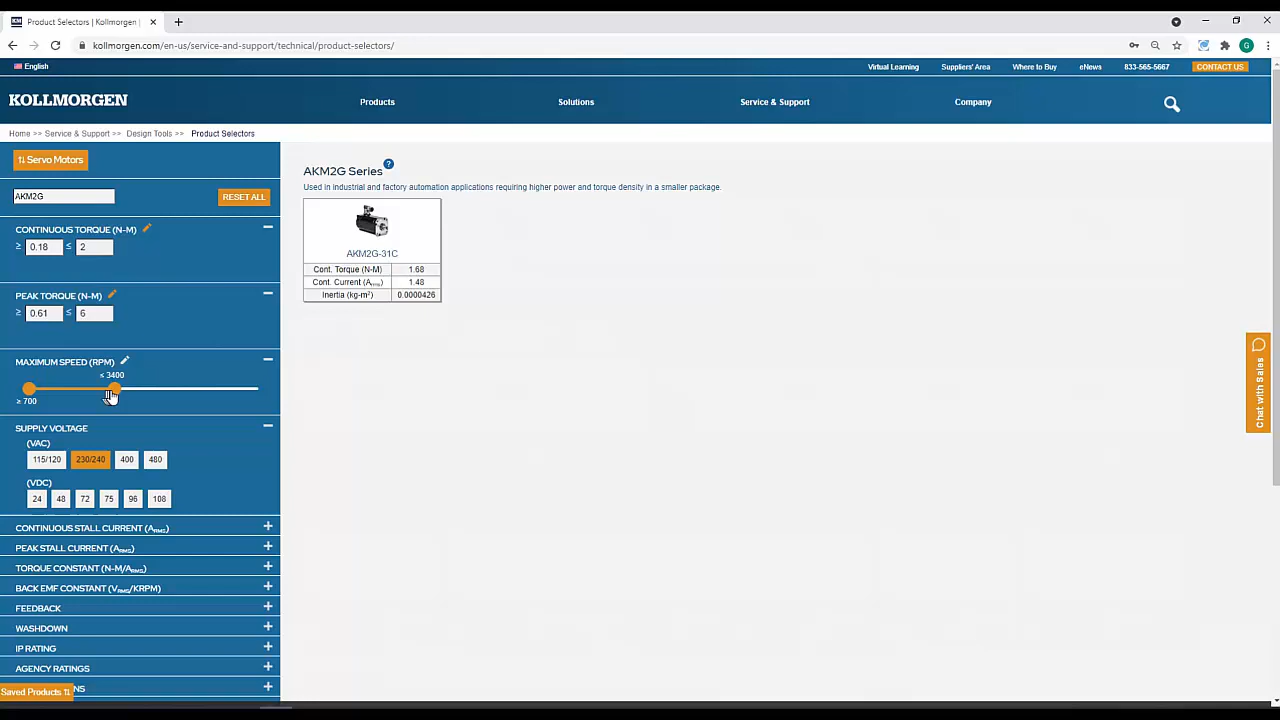 Product Selectors | Kollmorgen
kollmorgen.com/en-us/service-and-support/technical/product-selectors/
G
English
Virtual Learning
Suppliers' Area
Where to Buy
eNews
833-565-5667
CONTACT US
KOLLMORGEN
Products
Solutions
Service & Support
Company
Home >> Service & Support >> Design Tools >> Product Selectors
Servo Motors
AKM2G
RESET ALL
CONTINUOUS TORQUE (N-M)
≥ 0.18 ≤ 2
PEAK TORQUE (N-M)
≥ 0.61 ≤ 6
MAXIMUM SPEED (RPM)
≤ 3400
≥ 700
SUPPLY VOLTAGE
(VAC)
115/120 230/240 400 480
(VDC)
24 48 72 75 96 108
CONTINUOUS STALL CURRENT (ARMS)
PEAK STALL CURRENT (ARMS)
TORQUE CONSTANT (N-M/ARMS)
BACK EMF CONSTANT (VRMS/KRPM)
FEEDBACK
WASHDOWN
IP RATING
AGENCY RATINGS
Saved Products
NS
AKM2G Series ?
Used in industrial and factory automation applications requiring higher power and torque density in a smaller package.
AKM2G-31C
Cont. Torque (N-M) 1.68
Cont. Current (Arms) 1.48
Inertia (kg-m²) 0.0000426
Chat with Sales